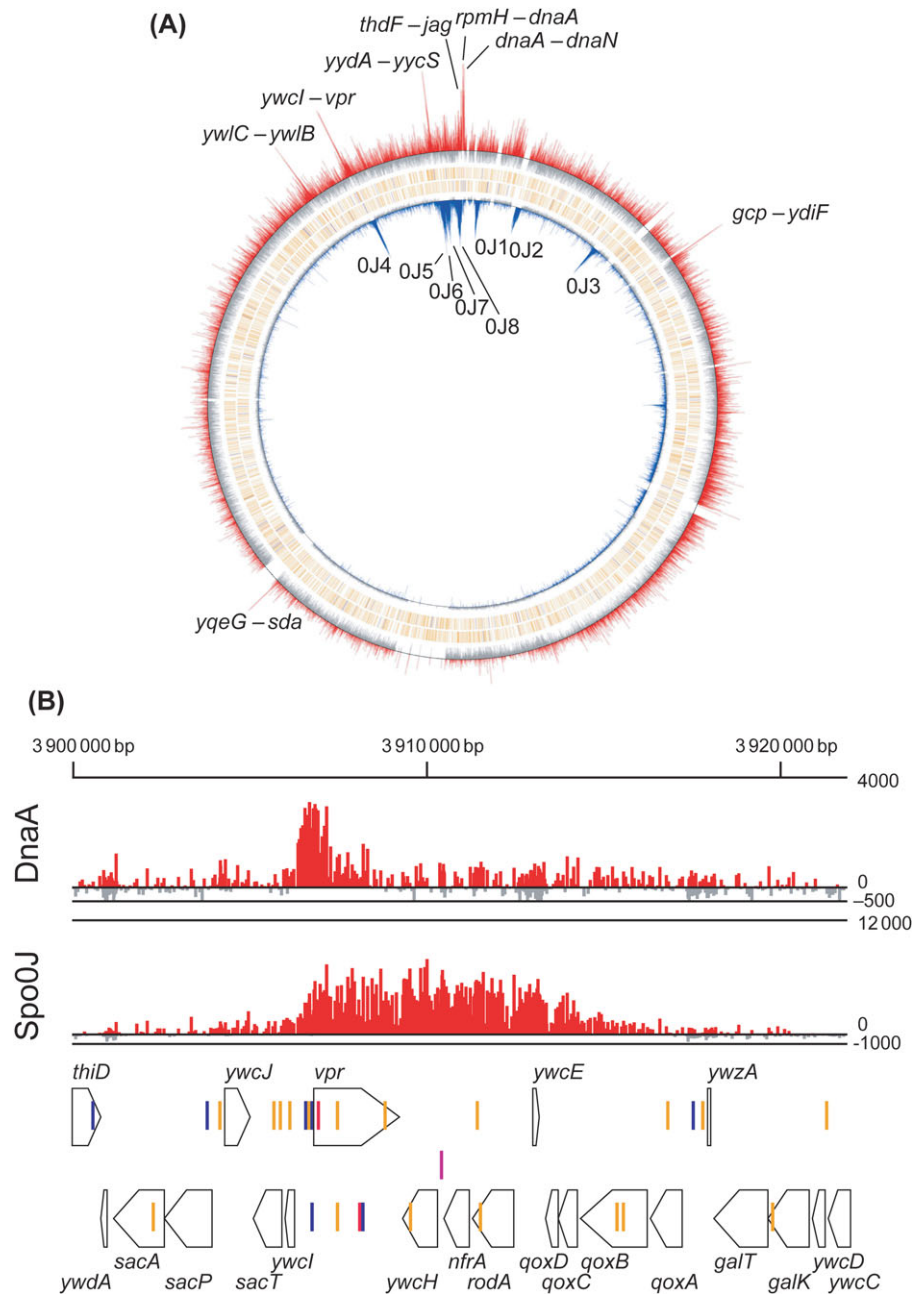 (A)
thdF – jag
rpmH – dnaA
dnaA – dnaN
yydA – yycS
ywcI – vpr
ywlC – ywlB
gcp – ydiF
0J4
0J5
0J6
0J7
0J8
0J1
0J2
0J3
yqeG – sda
(B)
3 900 000 bp
3 910 000 bp
3 920 000 bp
4000
DnaA
0
–500
12 000
Spo0J
0
-1000
thiD
ywcJ
vpr
ywcE
ywzA
ywdA
sacA
sacP
sacT
ywcI
ywcH
nfrA
rodA
qoxD
qoxC
qoxB
qoxA
galT
galK
ywcD
ywcC